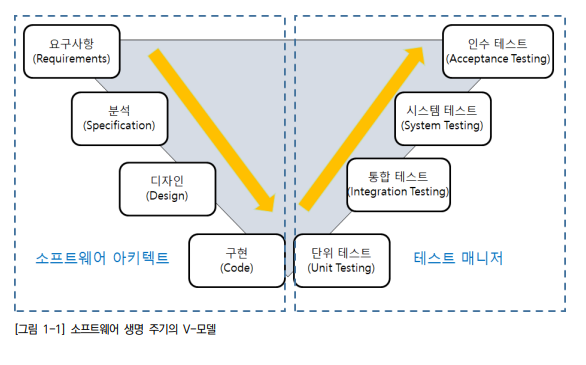 요구사항
(Requirements)
분석
(Specification)
디자인
(Design)
구현
(Code)
소프트웨어 아키텍트
인수 테스트
(Acceptance Testing)
시스템 테스트
(System Testing)
통합 테스트
(Integration Testing)
단위 테스트
(Unit Testing)
테스트 매니저
[그림 1-1] 소프트웨어 생명 주기의 V-모델